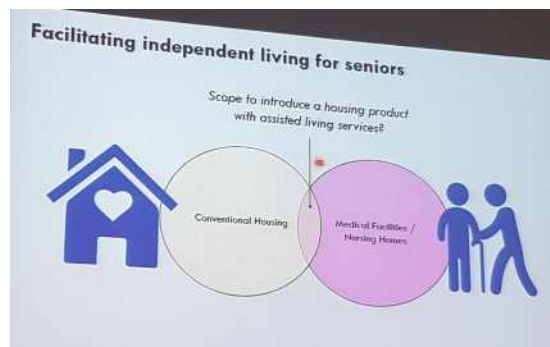 Facilitating independent living for seniors
Scope to introduce a housing product
with assisted living services?
Conventional Housing
Medical Facilities /
Nursing Homes